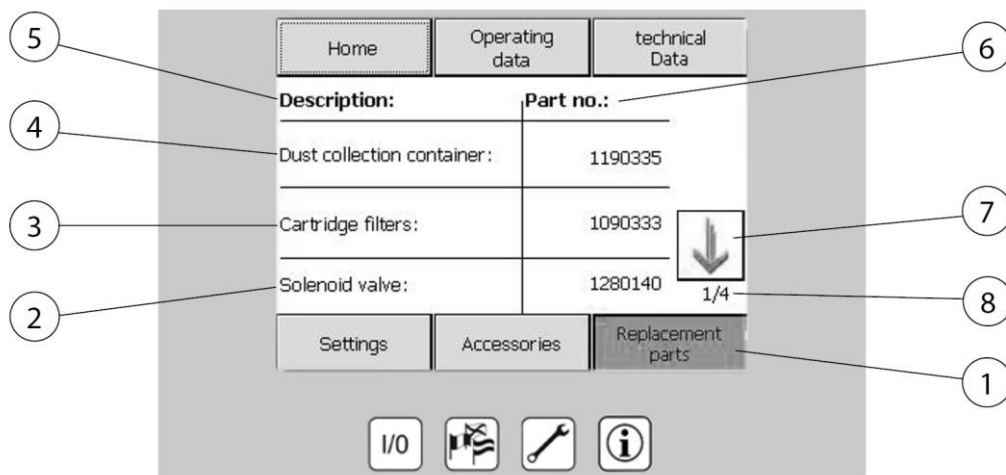 5
Home
Operating
data
technical
Data
6
Description:
Part no.:
4
Dust collection container:
1190335
3
Cartridge filters:
1090333
7
2
Solenoid valve:
1280140
1/4
8
Settings
Accessories
Replacement
parts
1
I/0
i